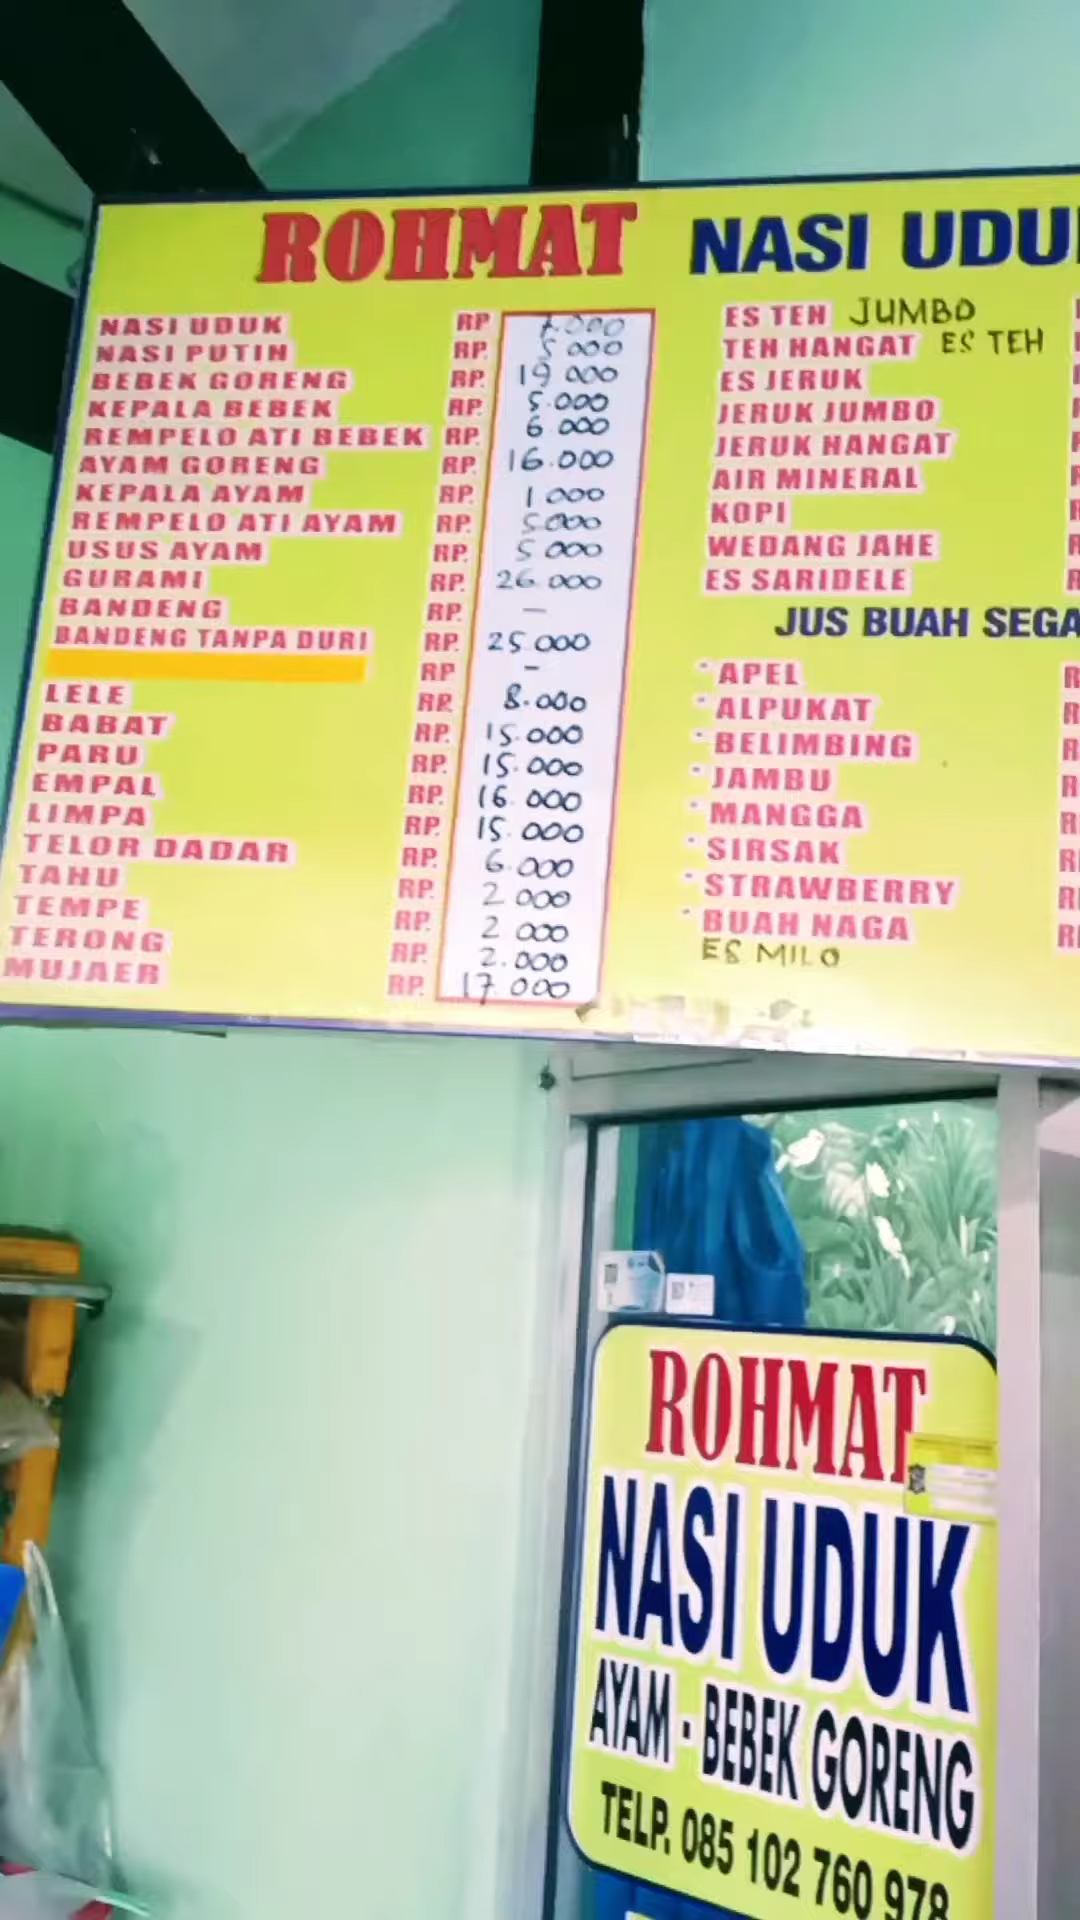 ROHMAT NASI UDU
NASI UDUK RP 7.000
NASI PUTIH RP. 5 000
BEBEK GORENG RP. 19 000
KEPALA BEBEK RP. 5.000
REMPELO ATI BEBEK RP. 6 000
AYAM GORENG RP. 16.000
KEPALA AYAM RP. 1 000
REMPELO ATI AYAM RP. 5.000
USUS AYAM RP. 5 000
GURAMI RP. 26.000
BANDENG RP. –
BANDENG TANPA DURI RP. 25.000
RP –
LELE RP. 8.000
BABAT RP. 15.000
PARU RP. 15.000
EMPAL RP. 16.000
LIMPA RP. 15.000
TELOR DADAR RP. 6.000
TAHU RP. 2 000
TEMPE RP. 2 000
TERONG RP. 2.000
MUJAER RP. 17.000
ES TEH JUMBO
TEH HANGAT ES TEH
ES JERUK
JERUK JUMBO
JERUK HANGAT
AIR MINERAL
KOPI
WEDANG JAHE
ES SARIDELE
JUS BUAH SEGA
- APEL R
- ALPUKAT R
- BELIMBING R
- JAMBU R
- MANGGA R
- SIRSAK R
- STRAWBERRY R
- BUAH NAGA R
ES MILO
ROHMAT
NASI UDUK
AYAM - BEBEK GORENG
TELP. 085 102 760 978